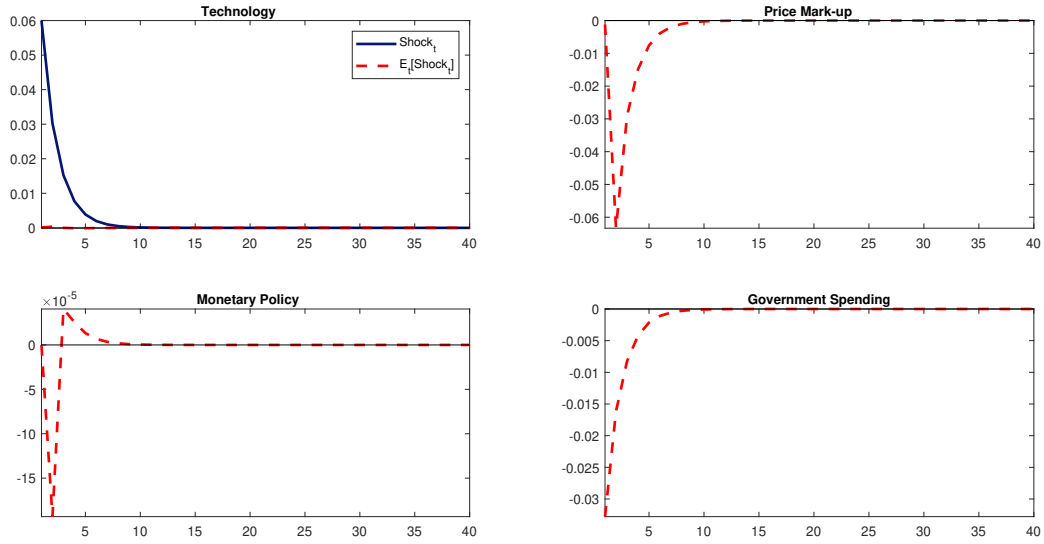 Technology
0.06
0.05
0.04
0.03
0.02
0.01
0
5 10 15 20 25 30 35 40
Shock_t
E_t[Shock_t]
Price Mark-up
0
-0.01
-0.02
-0.03
-0.04
-0.05
-0.06
5 10 15 20 25 30 35 40
Monetary Policy
×10^-5
0
-5
-10
-15
5 10 15 20 25 30 35 40
Government Spending
0
-0.005
-0.01
-0.015
-0.02
-0.025
-0.03
5 10 15 20 25 30 35 40